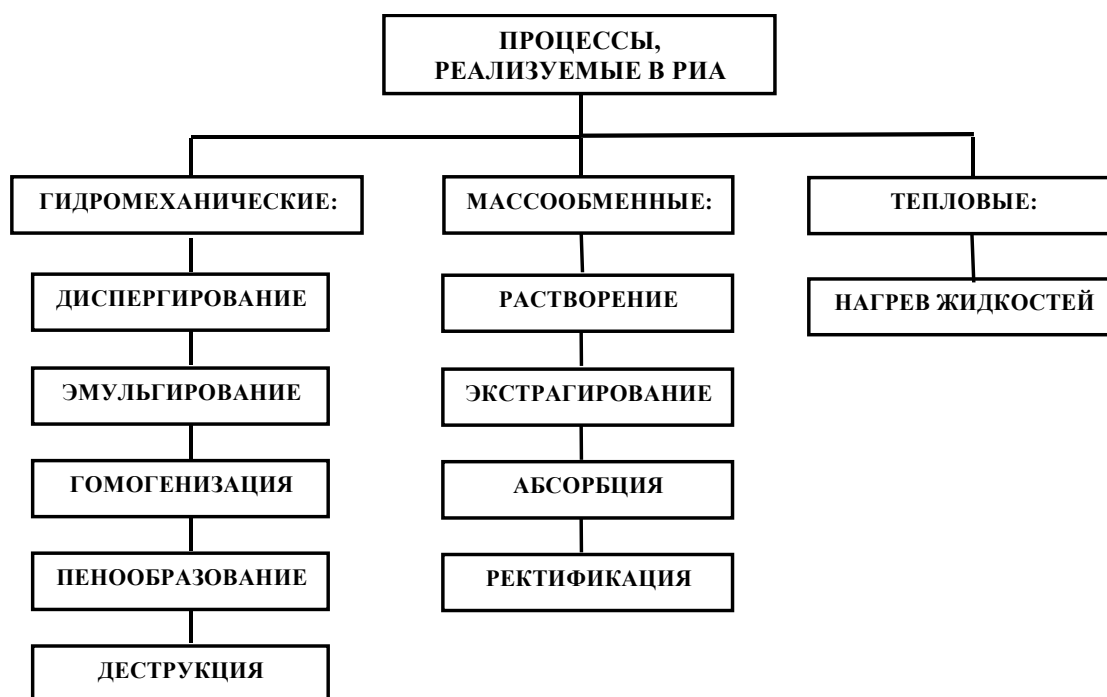 ПРОЦЕССЫ,
РЕАЛИЗУЕМЫЕ В РИА
ГИДРОМЕХАНИЧЕСКИЕ:
ДИСПЕРГИРОВАНИЕ
ЭМУЛЬГИРОВАНИЕ
ГОМОГЕНИЗАЦИЯ
ПЕНООБРАЗОВАНИЕ
ДЕСТРУКЦИЯ
МАССООБМЕННЫЕ:
РАСТВОРЕНИЕ
ЭКСТРАГИРОВАНИЕ
АБСОРБЦИЯ
РЕКТИФИКАЦИЯ
ТЕПЛОВЫЕ:
НАГРЕВ ЖИДКОСТЕЙ